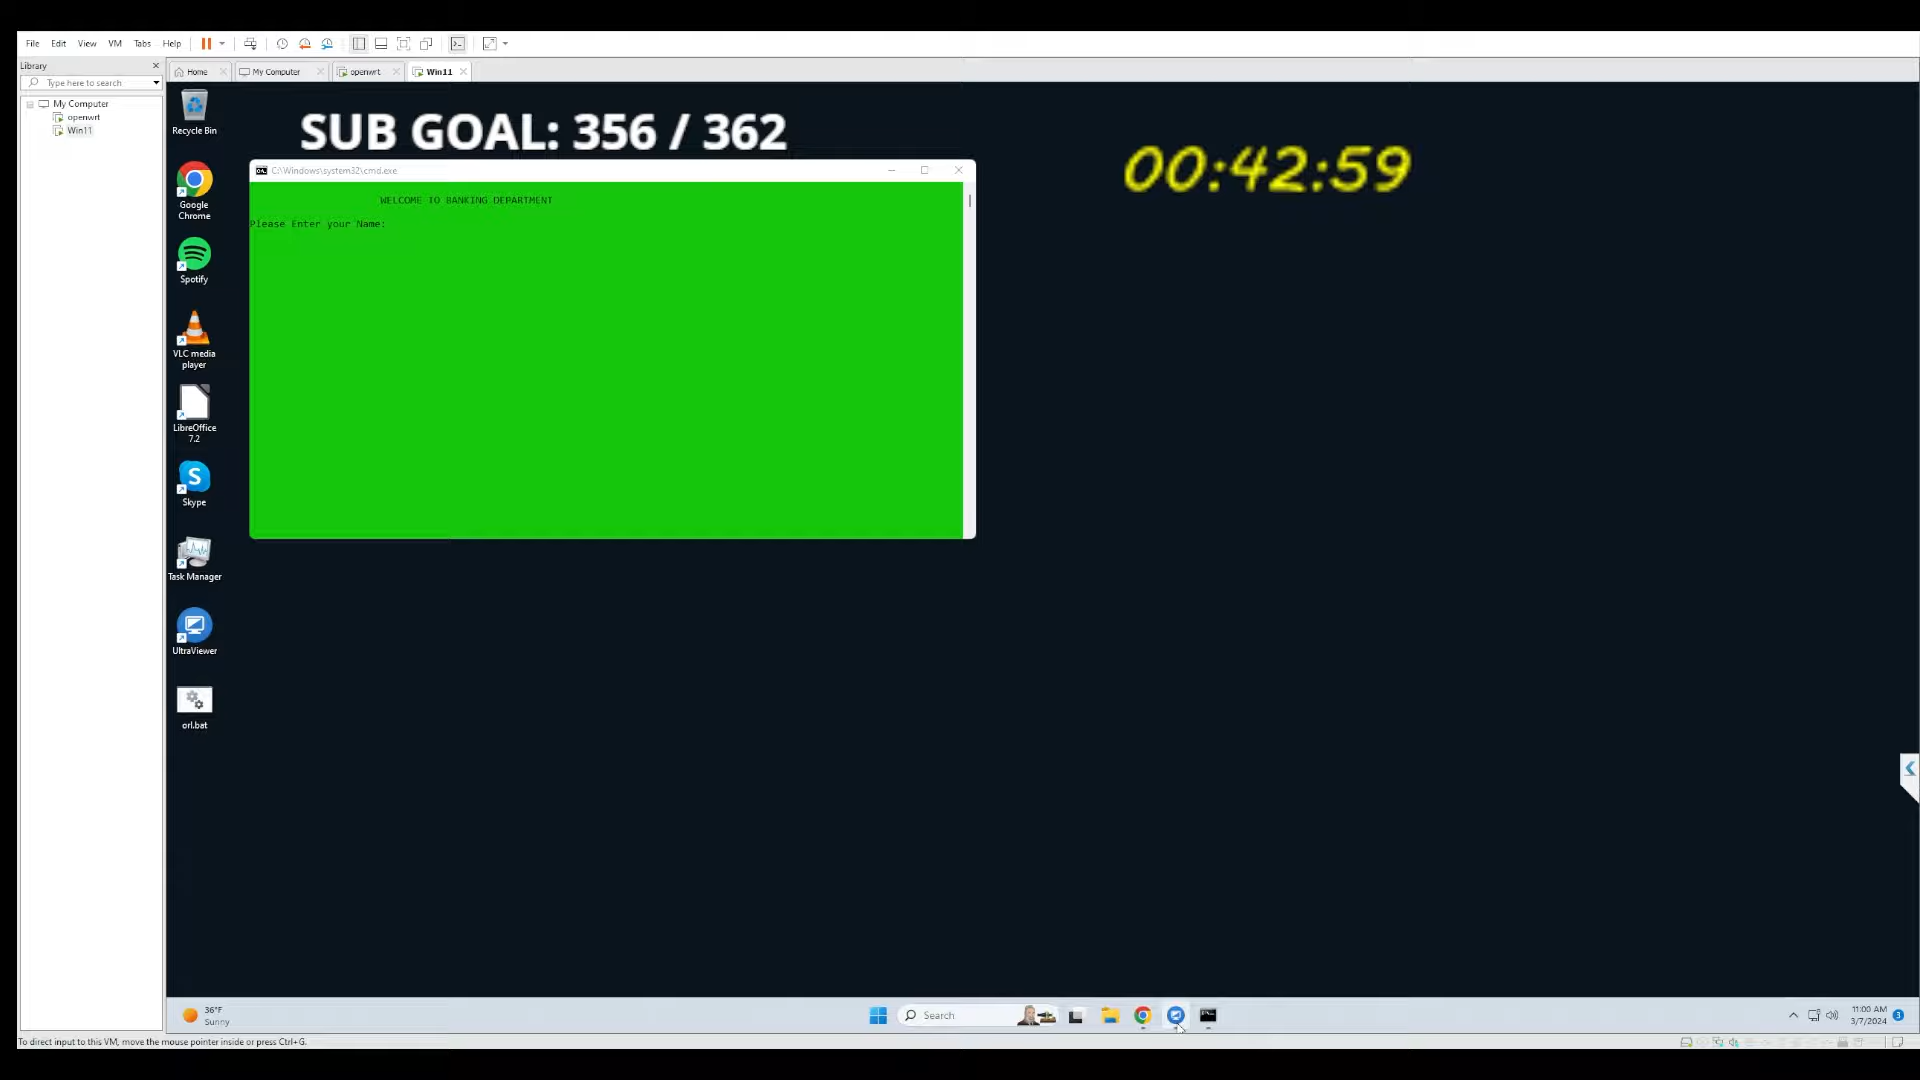 File Edit View VM Tabs Help
Library
Type here to search
My Computer
openwrt
Win11
Home
My Computer
openwrt
Win11
Recycle Bin
Google
Chrome
Spotify
VLC media
player
LibreOffice
7.2
Skype
Task Manager
UltraViewer
orl.bat
SUB GOAL: 356 / 362
00:42:59
C:\Windows\system32\cmd.exe
WELCOME TO BANKING DEPARTMENT
Please Enter your Name:
36°F
Sunny
Search
11:00 AM
3/7/2024
3
To direct input to this VM, move the mouse pointer inside or press Ctrl+G.